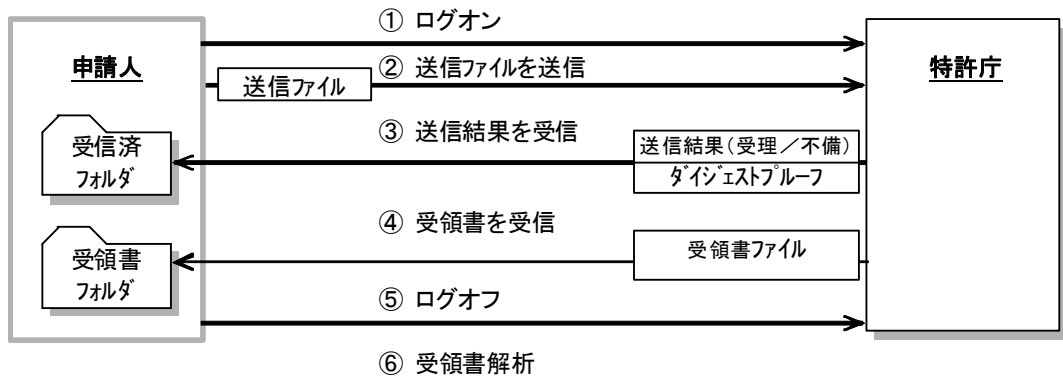 ① ログオン
申請人
② 送信ファイルを送信
特許庁
送信ファイル
③ 送信結果を受信
送信結果(受理/不備)
ダイジェストプルーフ
受信済
フォルダ
④ 受領書を受信
受領書ファイル
受領書
フォルダ
⑤ ログオフ
⑥ 受領書解析